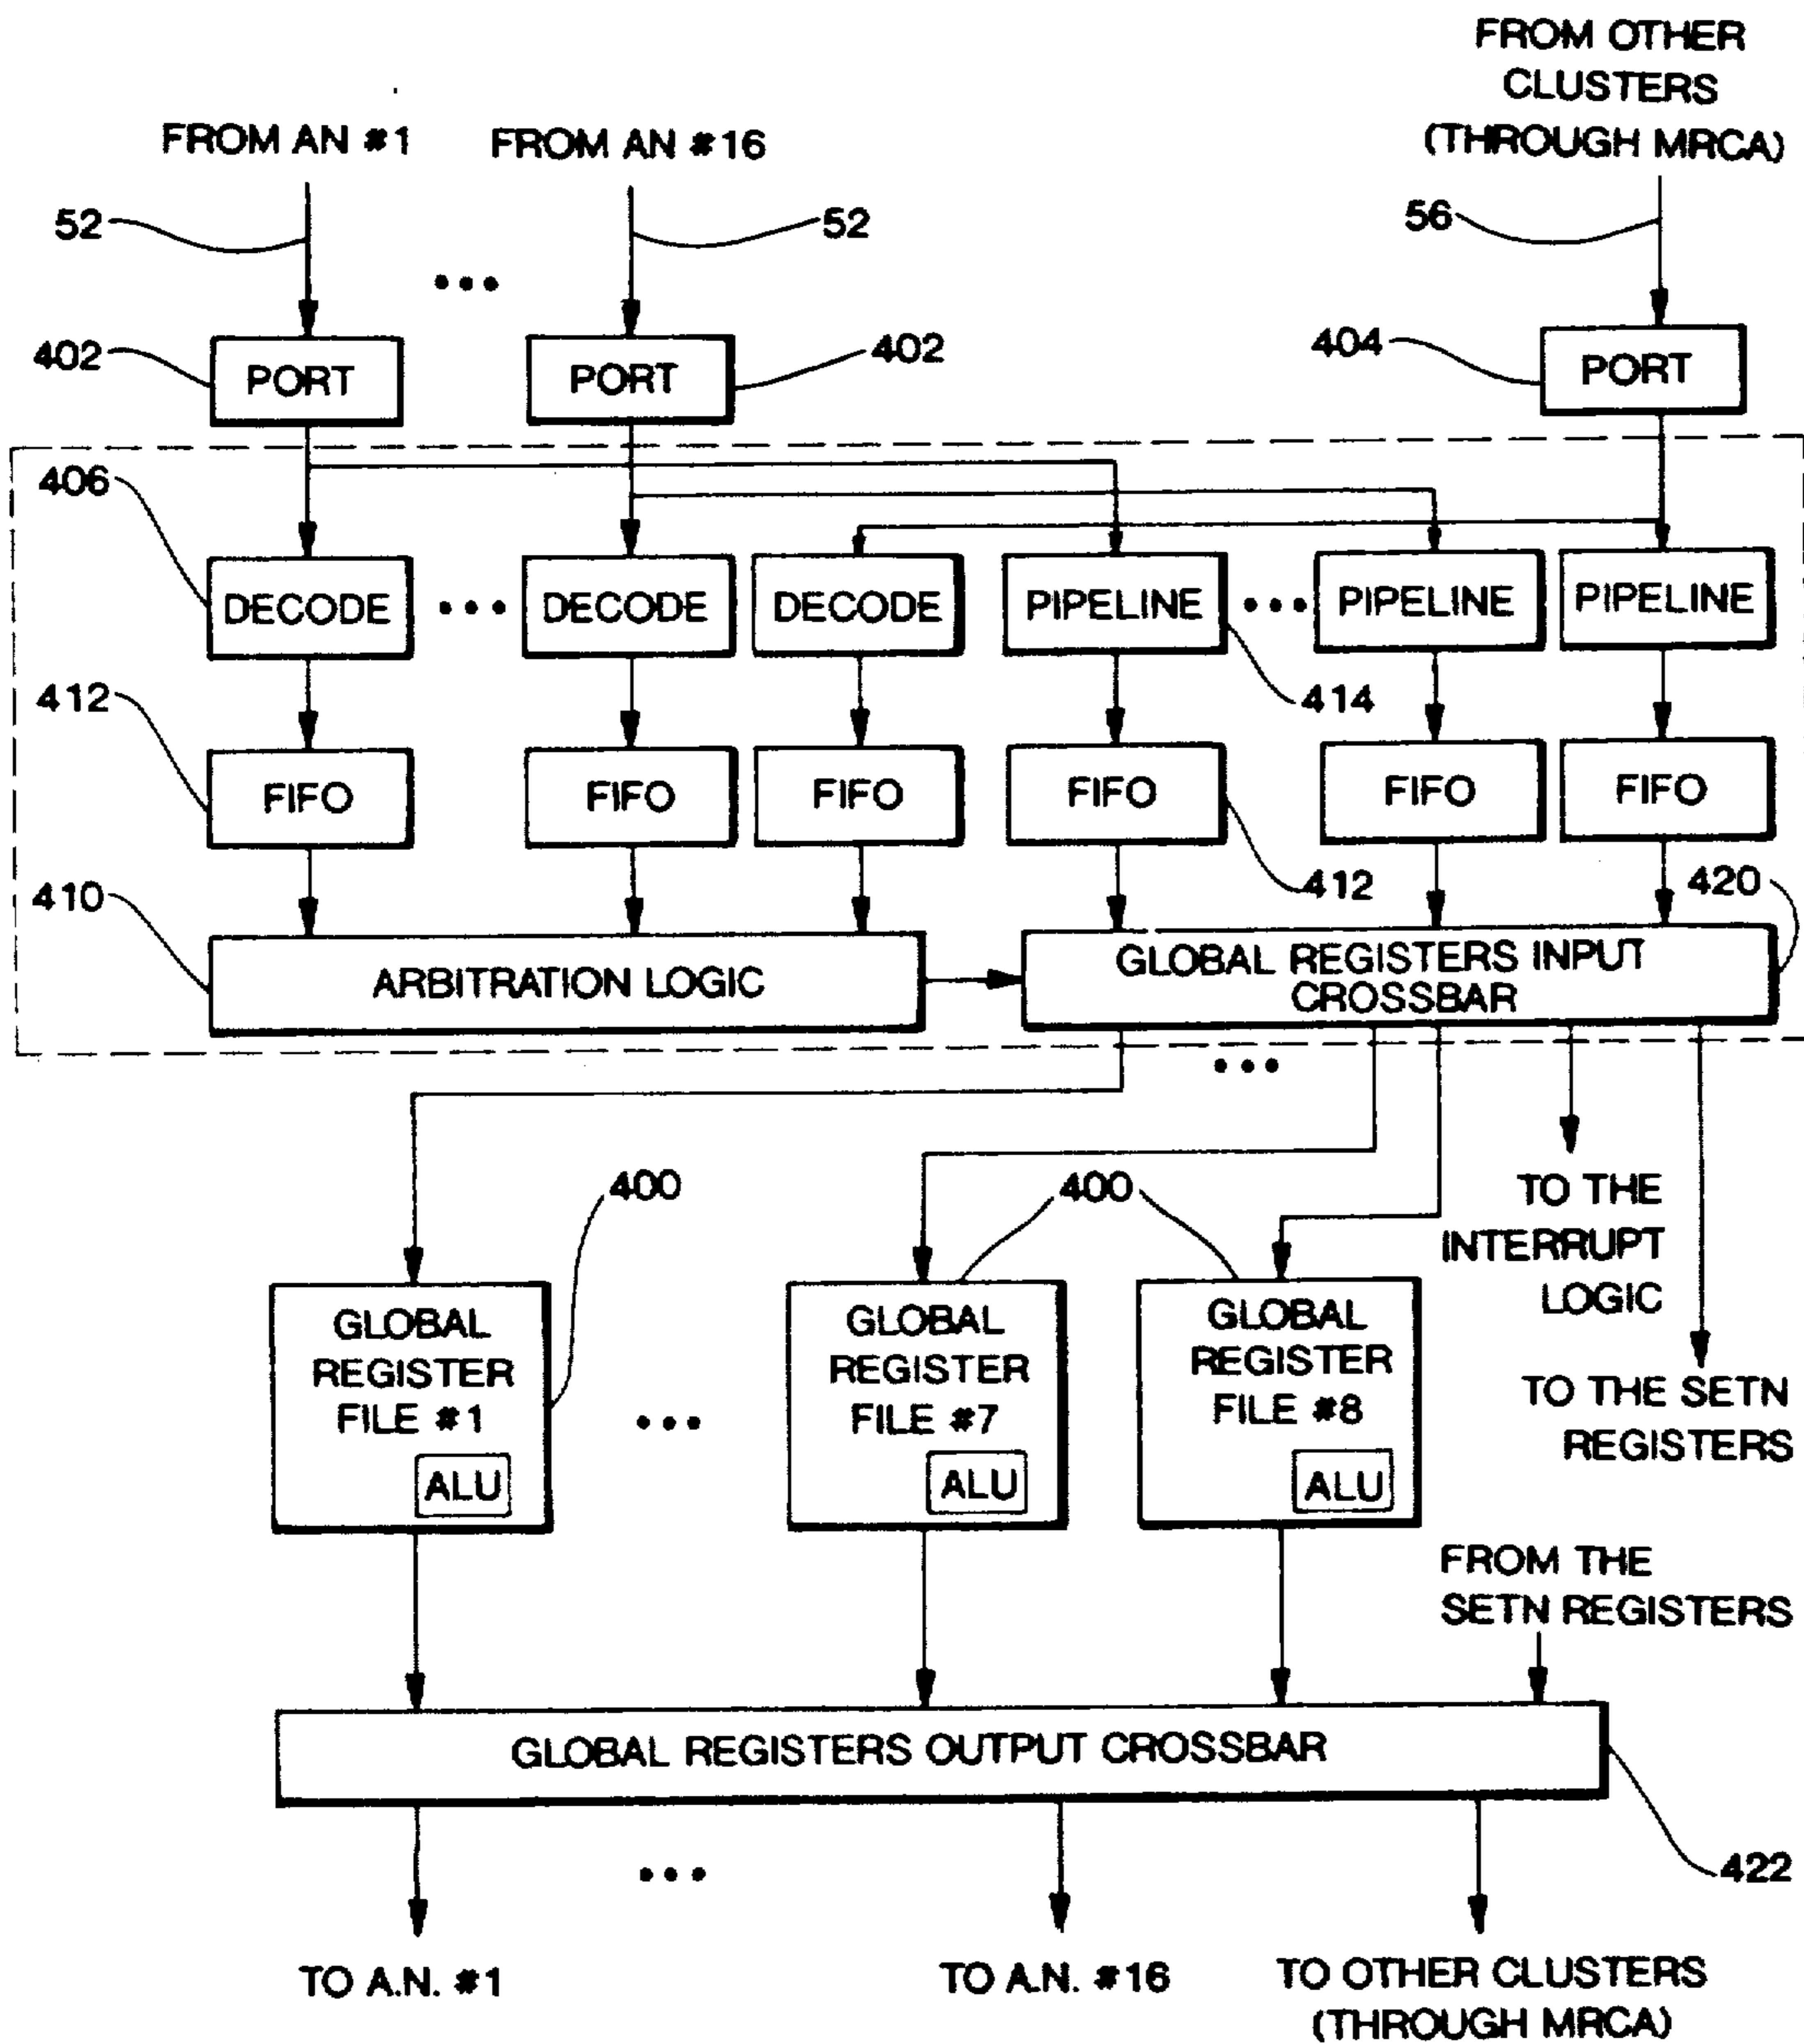 FROM OTHER
CLUSTERS
(THROUGH MRCA)
FROM AN #1
FROM AN #16
52
52
56
402
PORT
PORT
402
404
PORT
406
DECODE
DECODE
DECODE
PIPELINE
PIPELINE
PIPELINE
414
412
FIFO
FIFO
FIFO
FIFO
FIFO
FIFO
412
420
410
ARBITRATION LOGIC
GLOBAL REGISTERS INPUT
CROSSBAR
400
400
TO THE
INTERRUPT
LOGIC
TO THE SETN
REGISTERS
GLOBAL
REGISTER
FILE #1
ALU
GLOBAL
REGISTER
FILE #7
ALU
GLOBAL
REGISTER
FILE #8
ALU
400
FROM THE
SETN REGISTERS
GLOBAL REGISTERS OUTPUT CROSSBAR
422
TO A.N. #1
TO A.N. #16
TO OTHER CLUSTERS
(THROUGH MRCA)